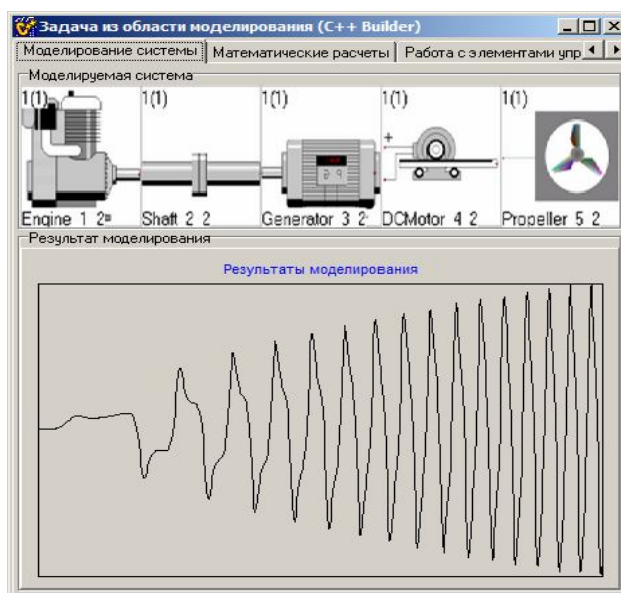 Задача из области моделирования (C++ Builder)
Моделирование системы Математические расчеты Работа с элементами упр
Моделируемая система
1(1) 1(1) 1(1) 1(1) 1(1)
+
Engine 1 2 Shaft 2 2 Generator 3 2 DCMotor 4 2 Propeller 5 2
Результат моделирования
Результаты моделирования